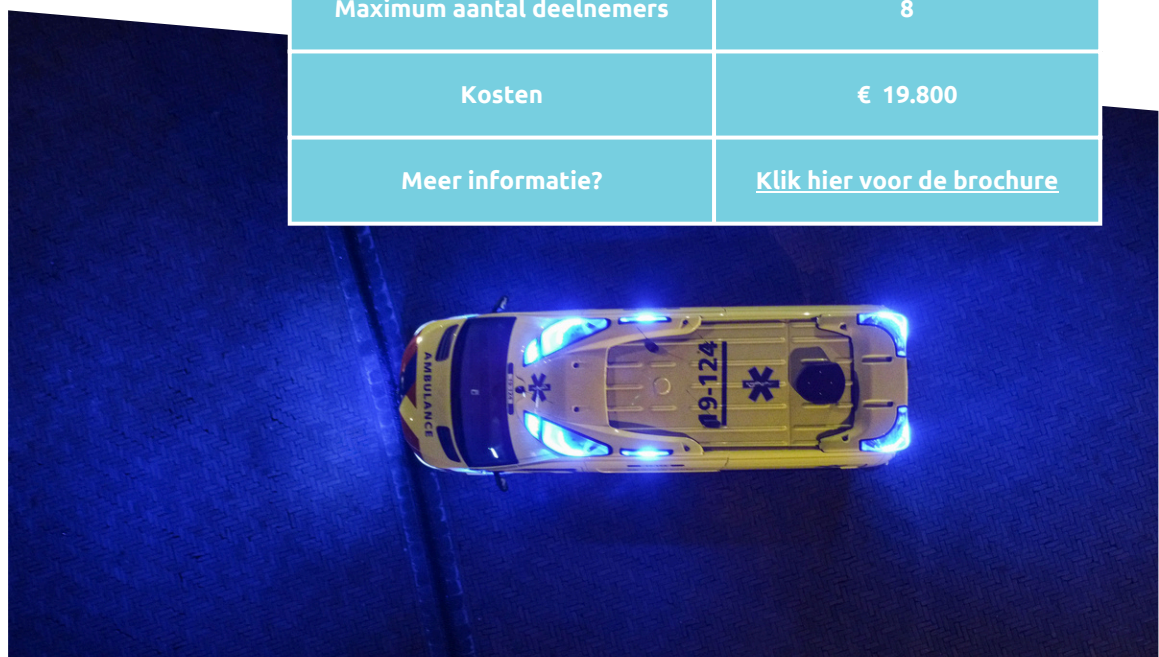 Maximum aantal deelnemers 8
Kosten € 19.800
Meer informatie? Klik hier voor de brochure
AMBULANCE
19-124